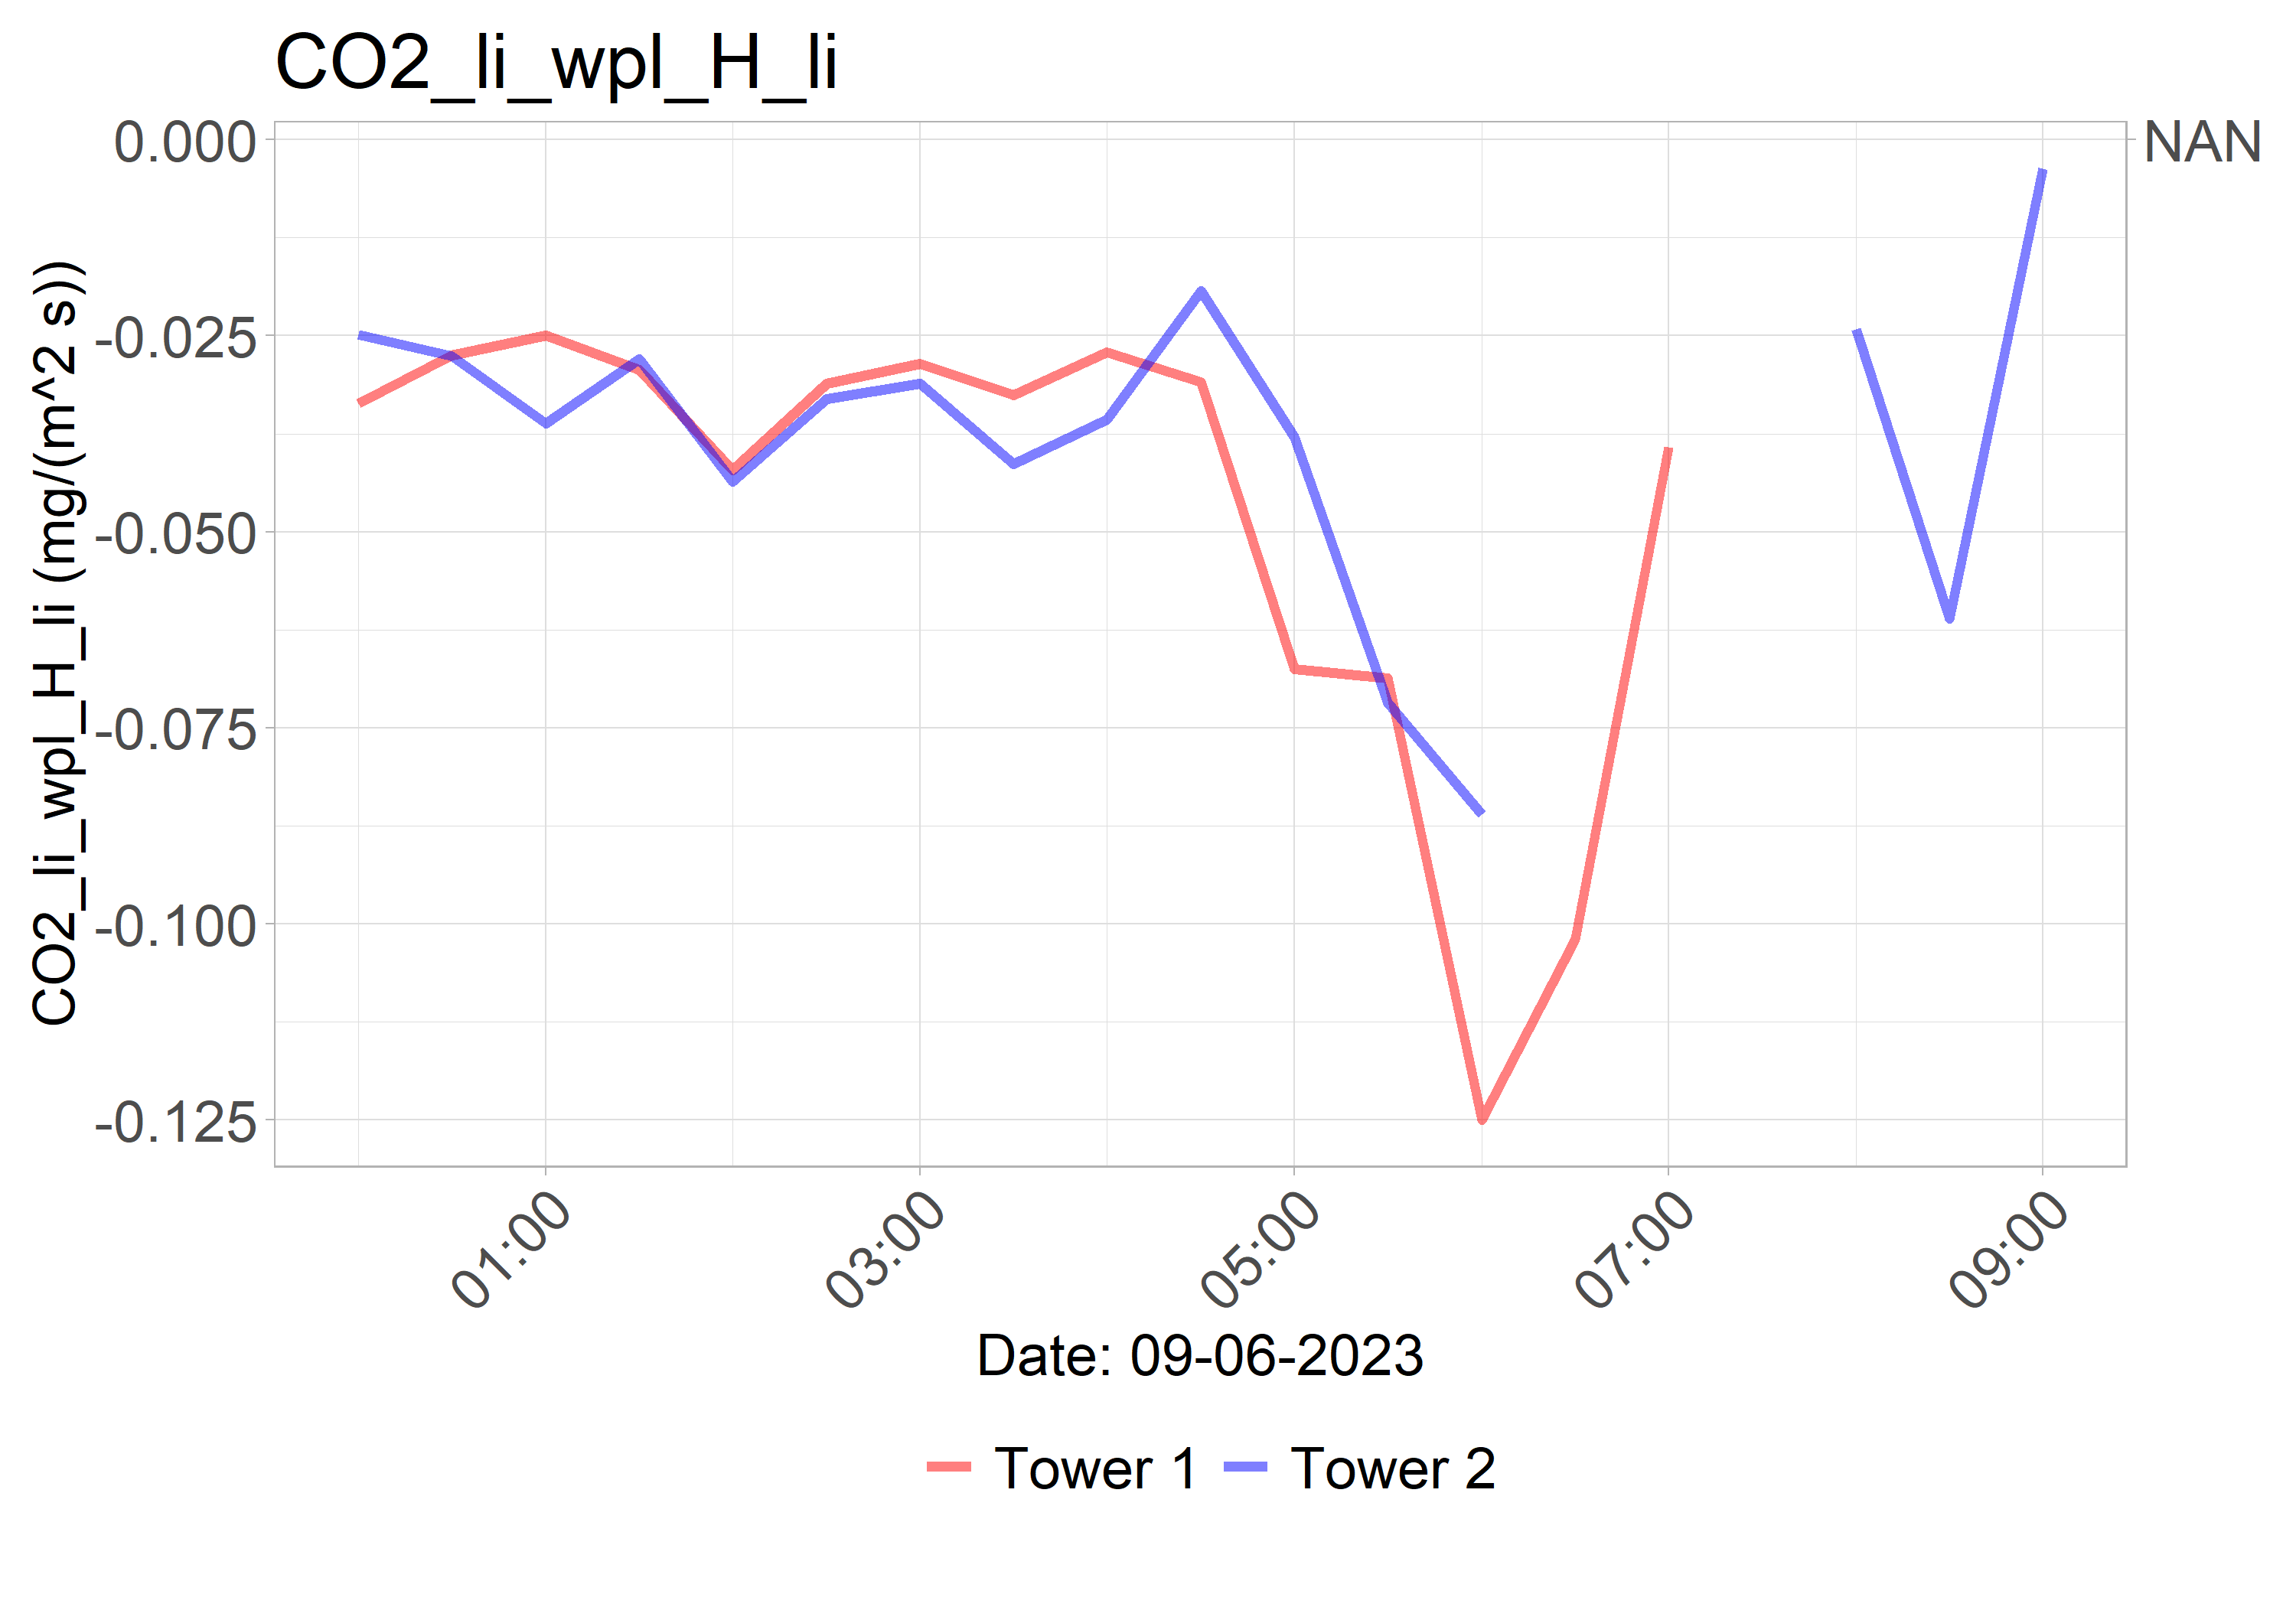 CO2_li_wpl_H_li
0.000
-0.025
-0.050
-0.075
-0.100
-0.125
NAN
CO2_li_wpl_H_li (mg/(m^2 s))
01:00
03:00
05:00
07:00
09:00
Date: 09-06-2023
Tower 1
Tower 2